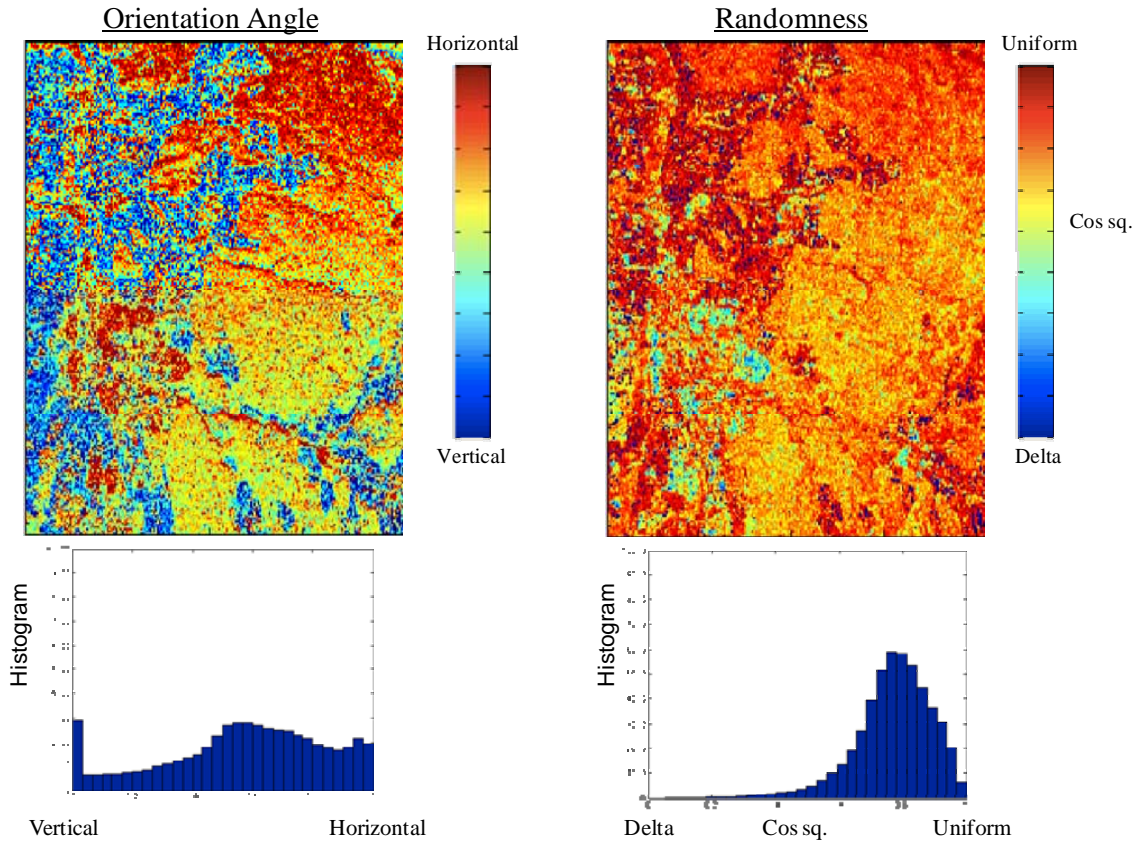 Orientation Angle
Randomness
Horizontal
Vertical
Uniform
Cos sq.
Delta
Histogram
Vertical
Horizontal
Histogram
Delta
Cos sq.
Uniform